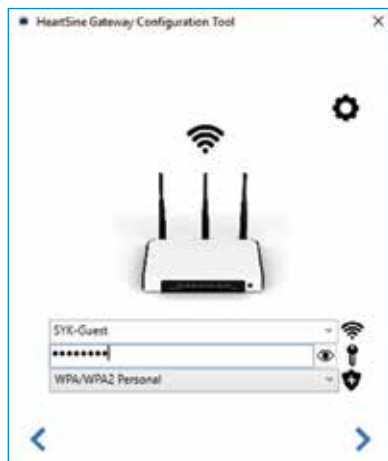 HeartSine Gateway Configuration Tool
SYK-Guest
••••••••
WPA/WPA2 Personal